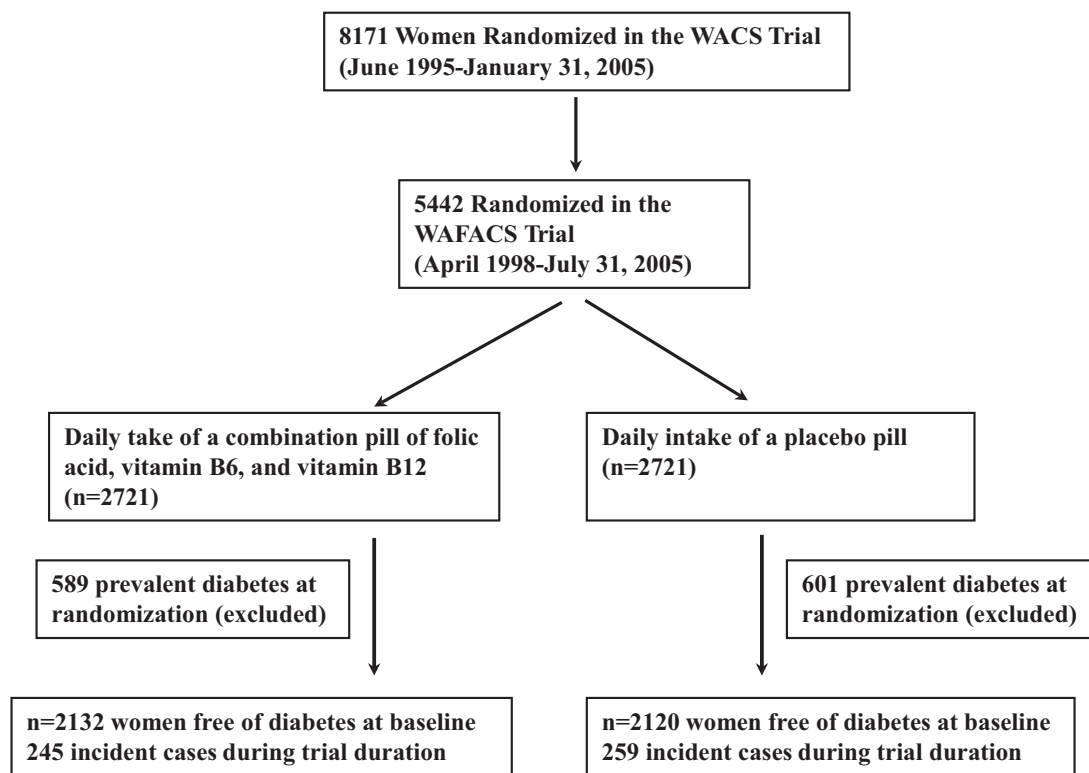 8171 Women Randomized in the WACS Trial
(June 1995-January 31, 2005)
5442 Randomized in the
WAFACS Trial
(April 1998-July 31, 2005)
Daily take of a combination pill of folic
acid, vitamin B6, and vitamin B12
(n=2721)
Daily intake of a placebo pill
(n=2721)
589 prevalent diabetes at
randomization (excluded)
601 prevalent diabetes at
randomization (excluded)
n=2132 women free of diabetes at baseline
245 incident cases during trial duration
n=2120 women free of diabetes at baseline
259 incident cases during trial duration